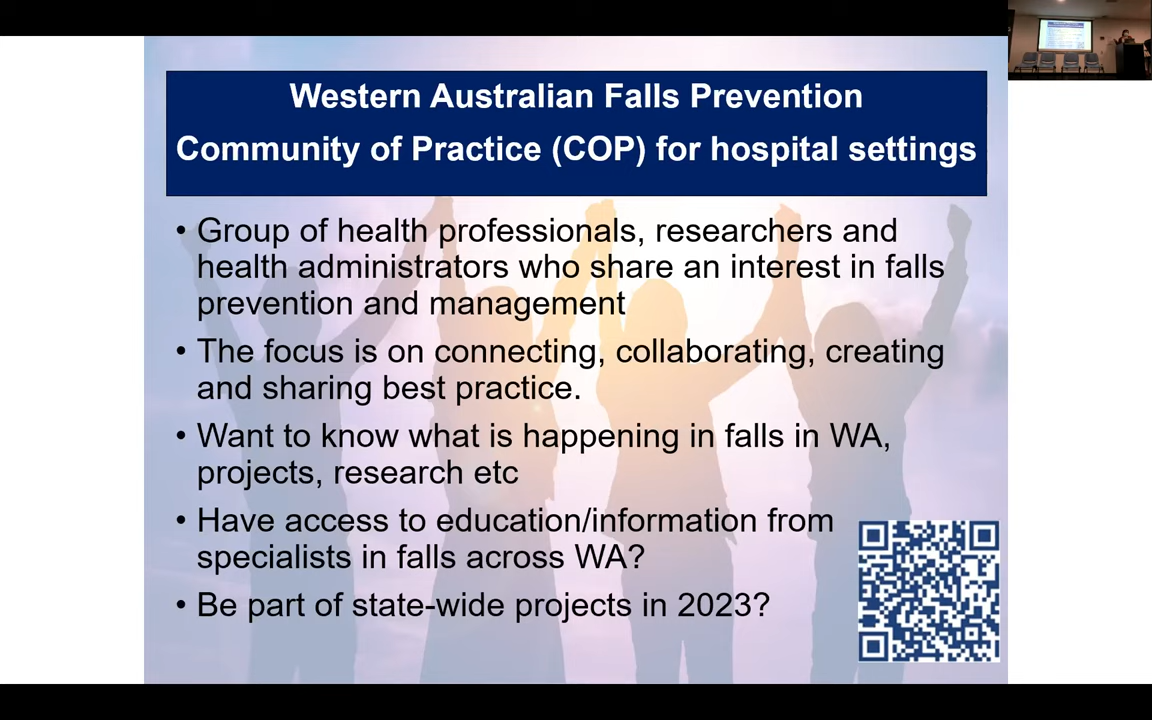 Western Australian Falls Prevention
Community of Practice (COP) for hospital settings
• Group of health professionals, researchers and
health administrators who share an interest in falls
prevention and management
• The focus is on connecting, collaborating, creating
and sharing best practice.
• Want to know what is happening in falls in WA,
projects, research etc
• Have access to education/information from
specialists in falls across WA?
• Be part of state-wide projects in 2023?